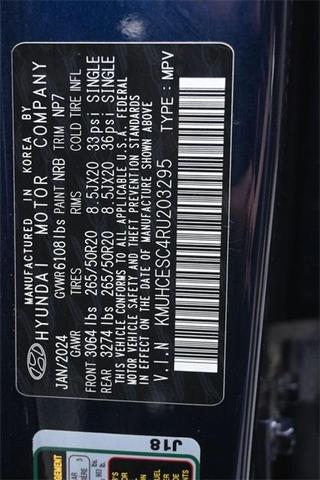 MANUFACTURED IN KOREA BY
HYUNDAI MOTOR COMPANY
JAN/2024 GVWR6108lbs PAINT NRB TRIM NP7
GAWR TIRES RIMS COLD TIRE INFL
FRONT 3064 lbs 265/50R20 8.5JX20 33psi SINGLE
REAR 3274 lbs 265/50R20 8.5JX20 36psi SINGLE
THIS VEHICLE CONFORMS TO ALL APPLICABLE U.S.A. FEDERAL
MOTOR VEHICLE SAFETY AND THEFT PREVENTION STANDARDS
IN EFFECT ON THE DATE OF MANUFACTURE SHOWN ABOVE
V.I.N KMUHCESC4RU203295 TYPE : MPV
J18